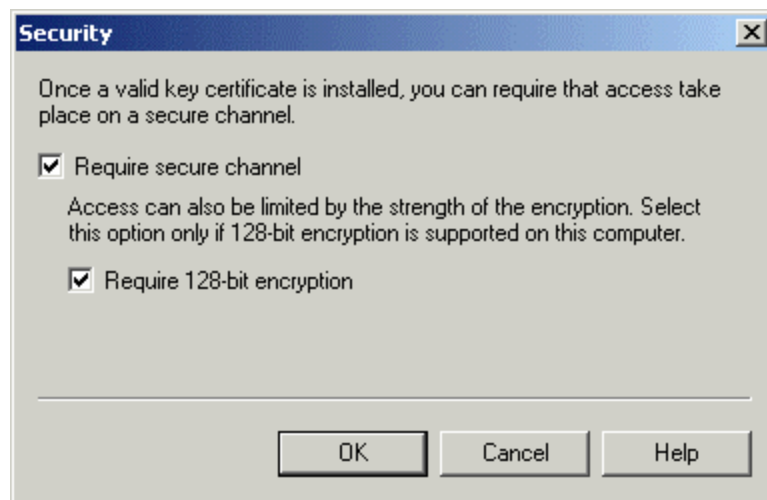 Security
Once a valid key certificate is installed, you can require that access take
place on a secure channel.
Require secure channel
Access can also be limited by the strength of the encryption. Select
this option only if 128-bit encryption is supported on this computer.
Require 128-bit encryption
OK Cancel Help